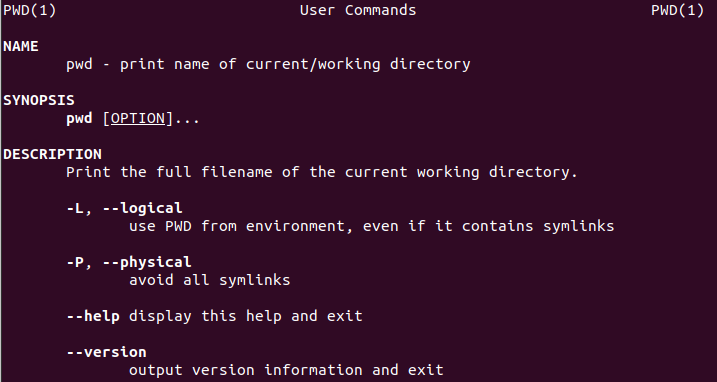 PWD(1) User Commands PWD(1)
NAME
pwd - print name of current/working directory
SYNOPSIS
pwd [OPTION]...
DESCRIPTION
Print the full filename of the current working directory.
-L, --logical
use PWD from environment, even if it contains symlinks
-P, --physical
avoid all symlinks
--help display this help and exit
--version
output version information and exit